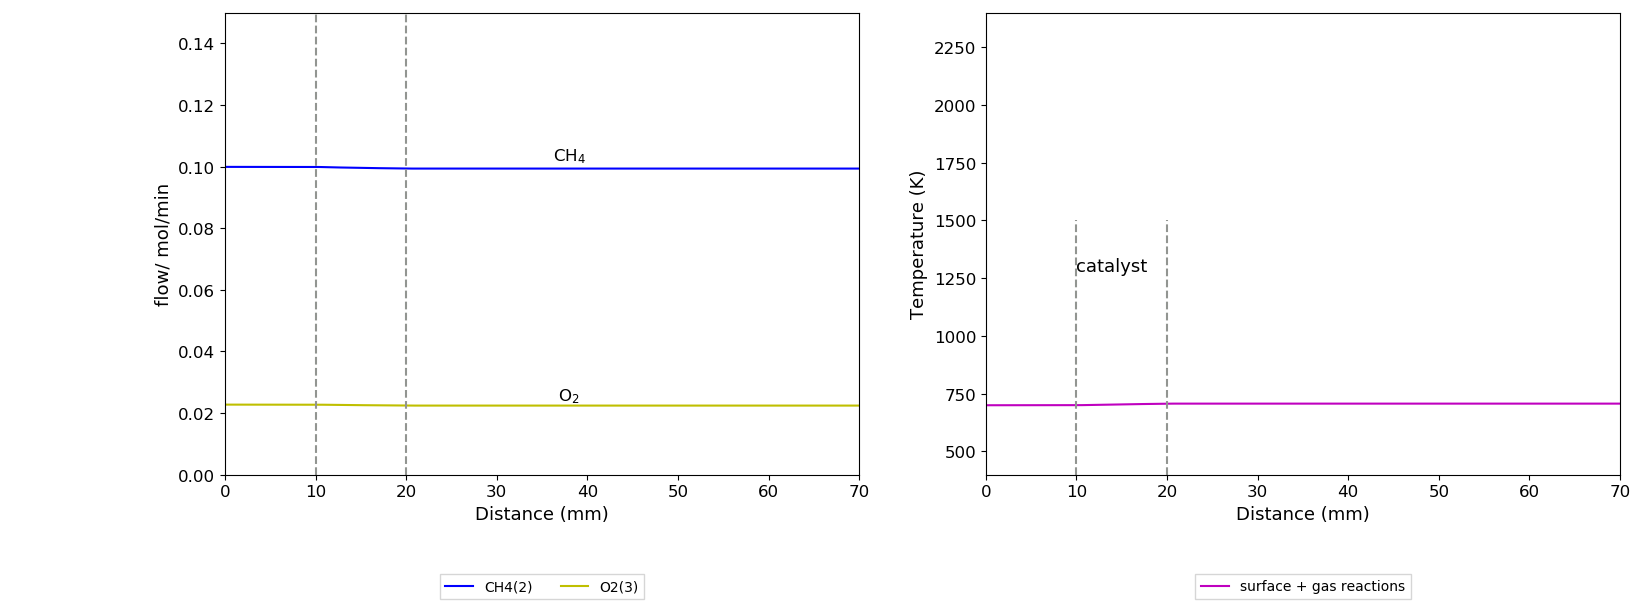 0.14
0.12
0.10
0.08
0.06
0.04
0.02
0.00
flow/ mol/min
CH₄
O₂
0 10 20 30 40 50 60 70
Distance (mm)
CH4(2) O2(3)
2250
2000
1750
1500
1250
1000
750
500
Temperature (K)
catalyst
0 10 20 30 40 50 60 70
Distance (mm)
surface + gas reactions